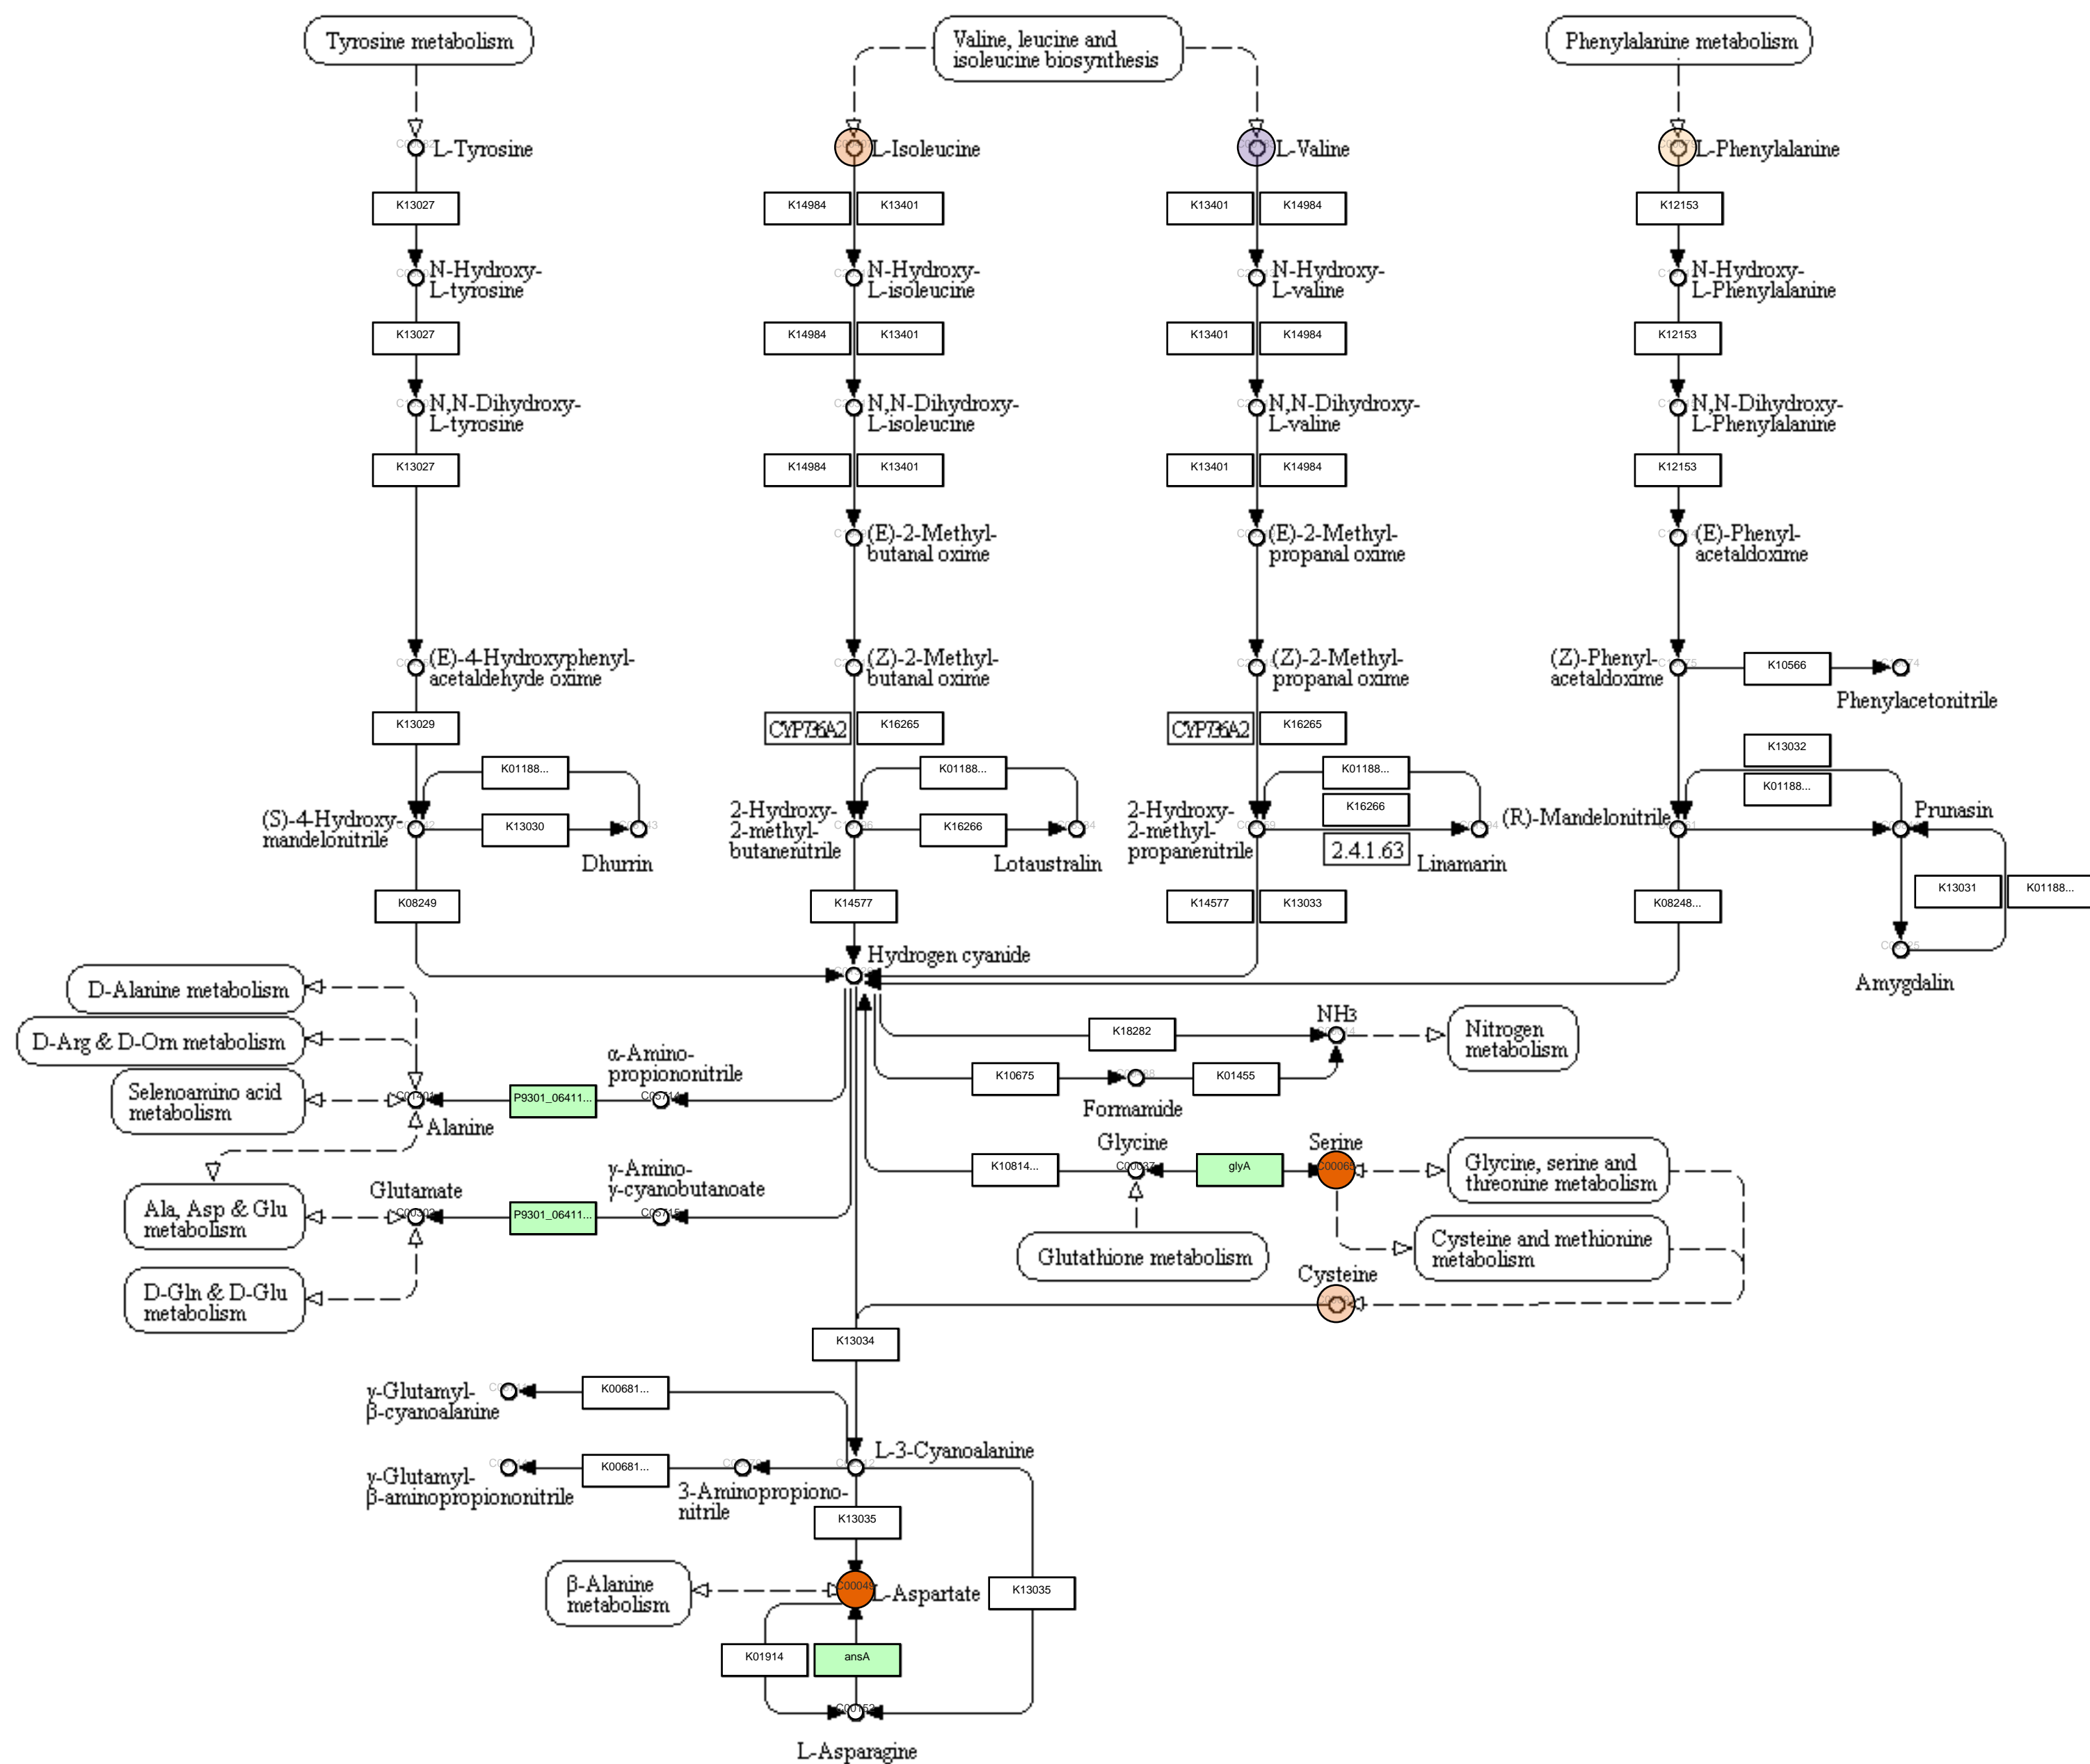 Tyrosine metabolism
Valine, leucine and
isoleucine biosynthesis
Phenylalanine metabolism
L-Tyrosine
L-Isoleucine
L-Valine
L-Phenylalanine
K13027
K14984
K13401
K13401
K14984
K12153
N-Hydroxy-
L-tyrosine
N-Hydroxy-
L-isoleucine
N-Hydroxy-
L-valine
N-Hydroxy-
L-Phenylalanine
K13027
K14984
K13401
K13401
K14984
K12153
N,N-Dihydroxy-
L-tyrosine
N,N-Dihydroxy-
L-isoleucine
N,N-Dihydroxy-
L-valine
N,N-Dihydroxy-
L-Phenylalanine
K13027
K14984
K13401
K13401
K14984
K12153
(E)-2-Methyl-
butanal oxime
(E)-2-Methyl-
propanal oxime
(E)-Phenyl-
acetaldoxime
(E)-4-Hydroxyphenyl-
acetaldehyde oxime
(Z)-2-Methyl-
butanal oxime
(Z)-2-Methyl-
propanal oxime
(Z)-Phenyl-
acetaldoxime
K10566
Phenylacetonitrile
K13029
CYP736A2
K16265
CYP736A2
K16265
K13032
K01188...
K01188...
K01188...
K01188...
K16266
(S)-4-Hydroxy-
mandelonitrile
K13030
Dhurrin
2-Hydroxy-
2-methyl-
butanenitrile
K16266
Lotaustralin
2-Hydroxy-
2-methyl-
propanenitrile
2.4.1.63
Linamarin
(R)-Mandelonitrile
Prunasin
K08249
K14577
K14577
K13033
K08248...
K13031
K01188...
Amygdalin
Hydrogen cyanide
D-Alanine metabolism
D-Arg & D-Orn metabolism
Selenoamino acid
metabolism
C01401
Alanine
P9301_06411...
α-Amino-
propiononitrile
C05714
K18282
NH3
Nitrogen
metabolism
K10675
Formamide
K01455
Ala, Asp & Glu
metabolism
Glutamate
C00302
P9301_06411...
γ-Amino-
γ-cyanobutanoate
C05715
D-Gln & D-Glu
metabolism
K10814...
Glycine
C00037
glyA
Serine
C00065
Glycine, serine and
threonine metabolism
Glutathione metabolism
Cysteine and methionine
metabolism
Cysteine
K13034
γ-Glutamyl-
β-cyanoalanine
K00681...
L-3-Cyanoalanine
γ-Glutamyl-
β-aminopropiononitrile
K00681...
3-Aminopropiono-
nitrile
K13035
β-Alanine
metabolism
C00049
L-Aspartate
K13035
K01914
ansA
C00152
L-Asparagine